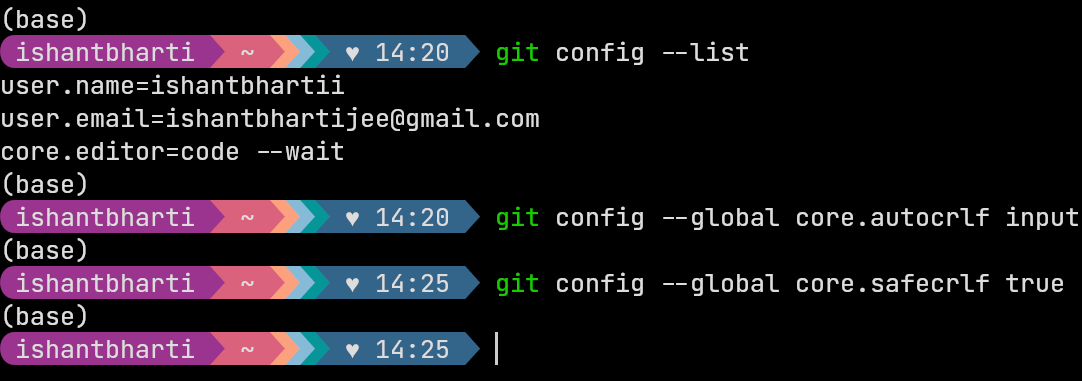 (base)
ishantbharti ~ ♥ 14:20 git config --list
user.name=ishantbhartii
user.email=ishantbhartijee@gmail.com
core.editor=code --wait
(base)
ishantbharti ~ ♥ 14:20 git config --global core.autocrlf input
(base)
ishantbharti ~ ♥ 14:25 git config --global core.safecrlf true
(base)
ishantbharti ~ ♥ 14:25